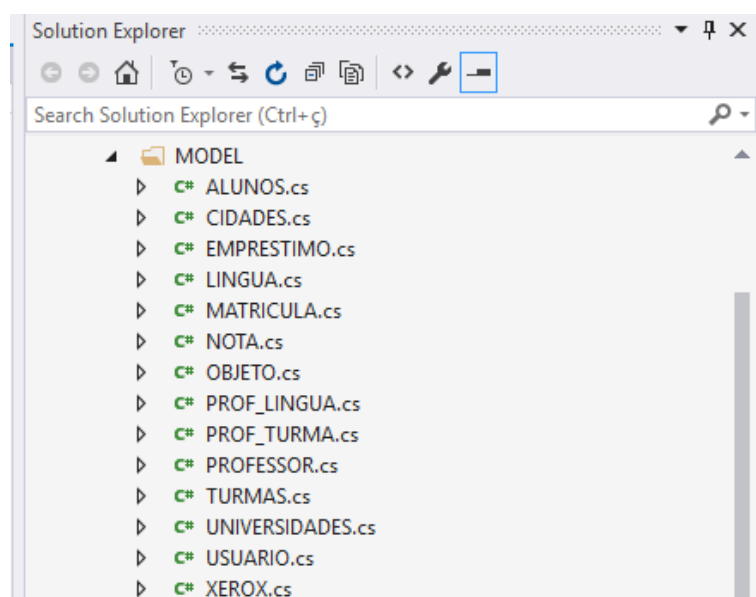 Solution Explorer
Search Solution Explorer (Ctrl+ç)
MODEL
C# ALUNOS.cs
C# CIDADES.cs
C# EMPRESTIMO.cs
C# LINGUA.cs
C# MATRICULA.cs
C# NOTA.cs
C# OBJETO.cs
C# PROF_LINGUA.cs
C# PROF_TURMA.cs
C# PROFESSOR.cs
C# TURMAS.cs
C# UNIVERSIDADES.cs
C# USUARIO.cs
C# XEROX.cs